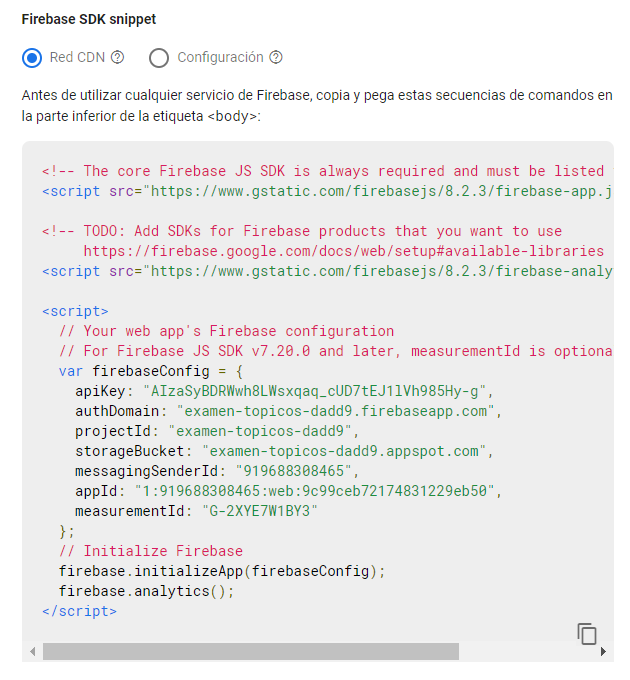 Firebase SDK snippet
Red CDN ? Configuración ?
Antes de utilizar cualquier servicio de Firebase, copia y pega estas secuencias de comandos en
la parte inferior de la etiqueta <body>:
<!-- The core Firebase JS SDK is always required and must be listed
<script src="https://www.gstatic.com/firebasejs/8.2.3/firebase-app.j
<!-- TODO: Add SDKs for Firebase products that you want to use
https://firebase.google.com/docs/web/setup#available-libraries
<script src="https://www.gstatic.com/firebasejs/8.2.3/firebase-analy
<script>
// Your web app's Firebase configuration
// For Firebase JS SDK v7.20.0 and later, measurementId is optiona
var firebaseConfig = {
apiKey: "AIzaSyBDRWwh8LWsxqaq_cUD7tEJ1lVh985Hy-g",
authDomain: "examen-topicos-dadd9.firebaseapp.com",
projectId: "examen-topicos-dadd9",
storageBucket: "examen-topicos-dadd9.appspot.com",
messagingSenderId: "919688308465",
appId: "1:919688308465:web:9c99ceb72174831229eb50",
measurementId: "G-2XYE7W1BY3"
};
// Initialize Firebase
firebase.initializeApp(firebaseConfig);
firebase.analytics();
</script>